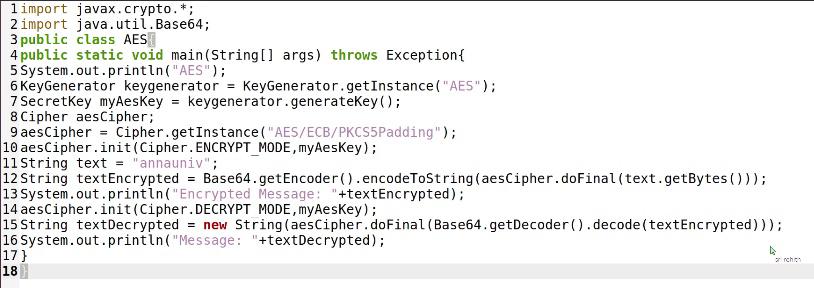 1 import javax.crypto.*;
2 import java.util.Base64;
3 public class AES{
4 public static void main(String[] args) throws Exception{
5 System.out.println("AES");
6 KeyGenerator keygenerator = KeyGenerator.getInstance("AES");
7 SecretKey myAesKey = keygenerator.generateKey();
8 Cipher aesCipher;
9 aesCipher = Cipher.getInstance("AES/ECB/PKCS5Padding");
10 aesCipher.init(Cipher.ENCRYPT_MODE,myAesKey);
11 String text = "annauniv";
12 String textEncrypted = Base64.getEncoder().encodeToString(aesCipher.doFinal(text.getBytes()));
13 System.out.println("Encrypted Message: "+textEncrypted);
14 aesCipher.init(Cipher.DECRYPT_MODE,myAesKey);
15 String textDecrypted = new String(aesCipher.doFinal(Base64.getDecoder().decode(textEncrypted)));
16 System.out.println("Message: "+textDecrypted);
17 }
18 }